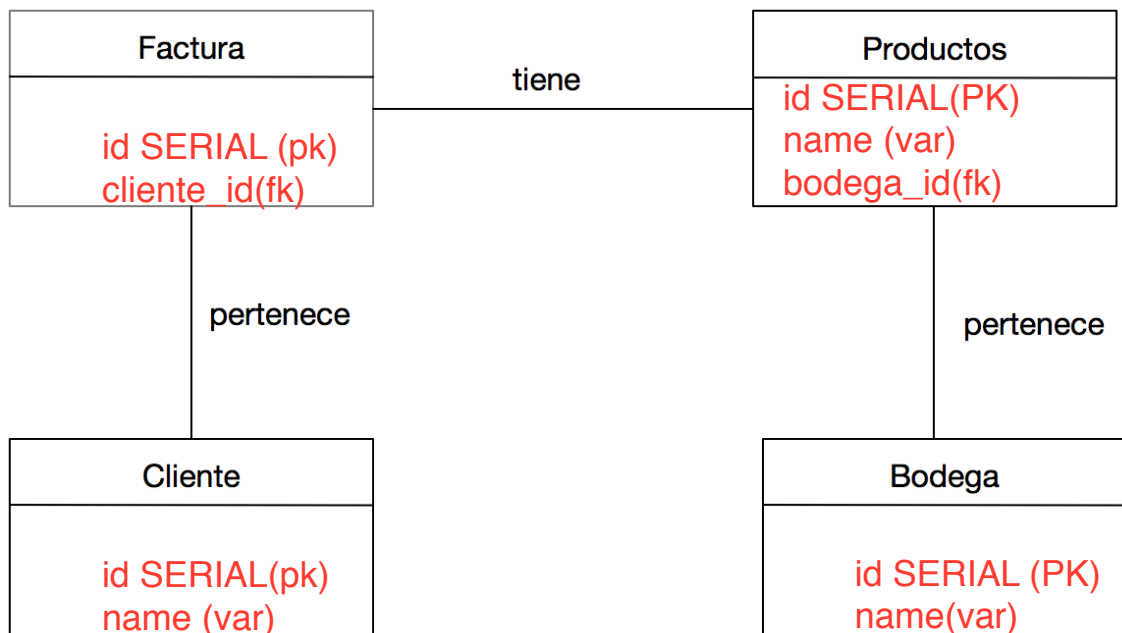 Factura
id SERIAL (pk)
cliente_id(fk)
tiene
Productos
id SERIAL(PK)
name (var)
bodega_id(fk)
pertenece
pertenece
Cliente
id SERIAL(pk)
name (var)
Bodega
id SERIAL (PK)
name(var)